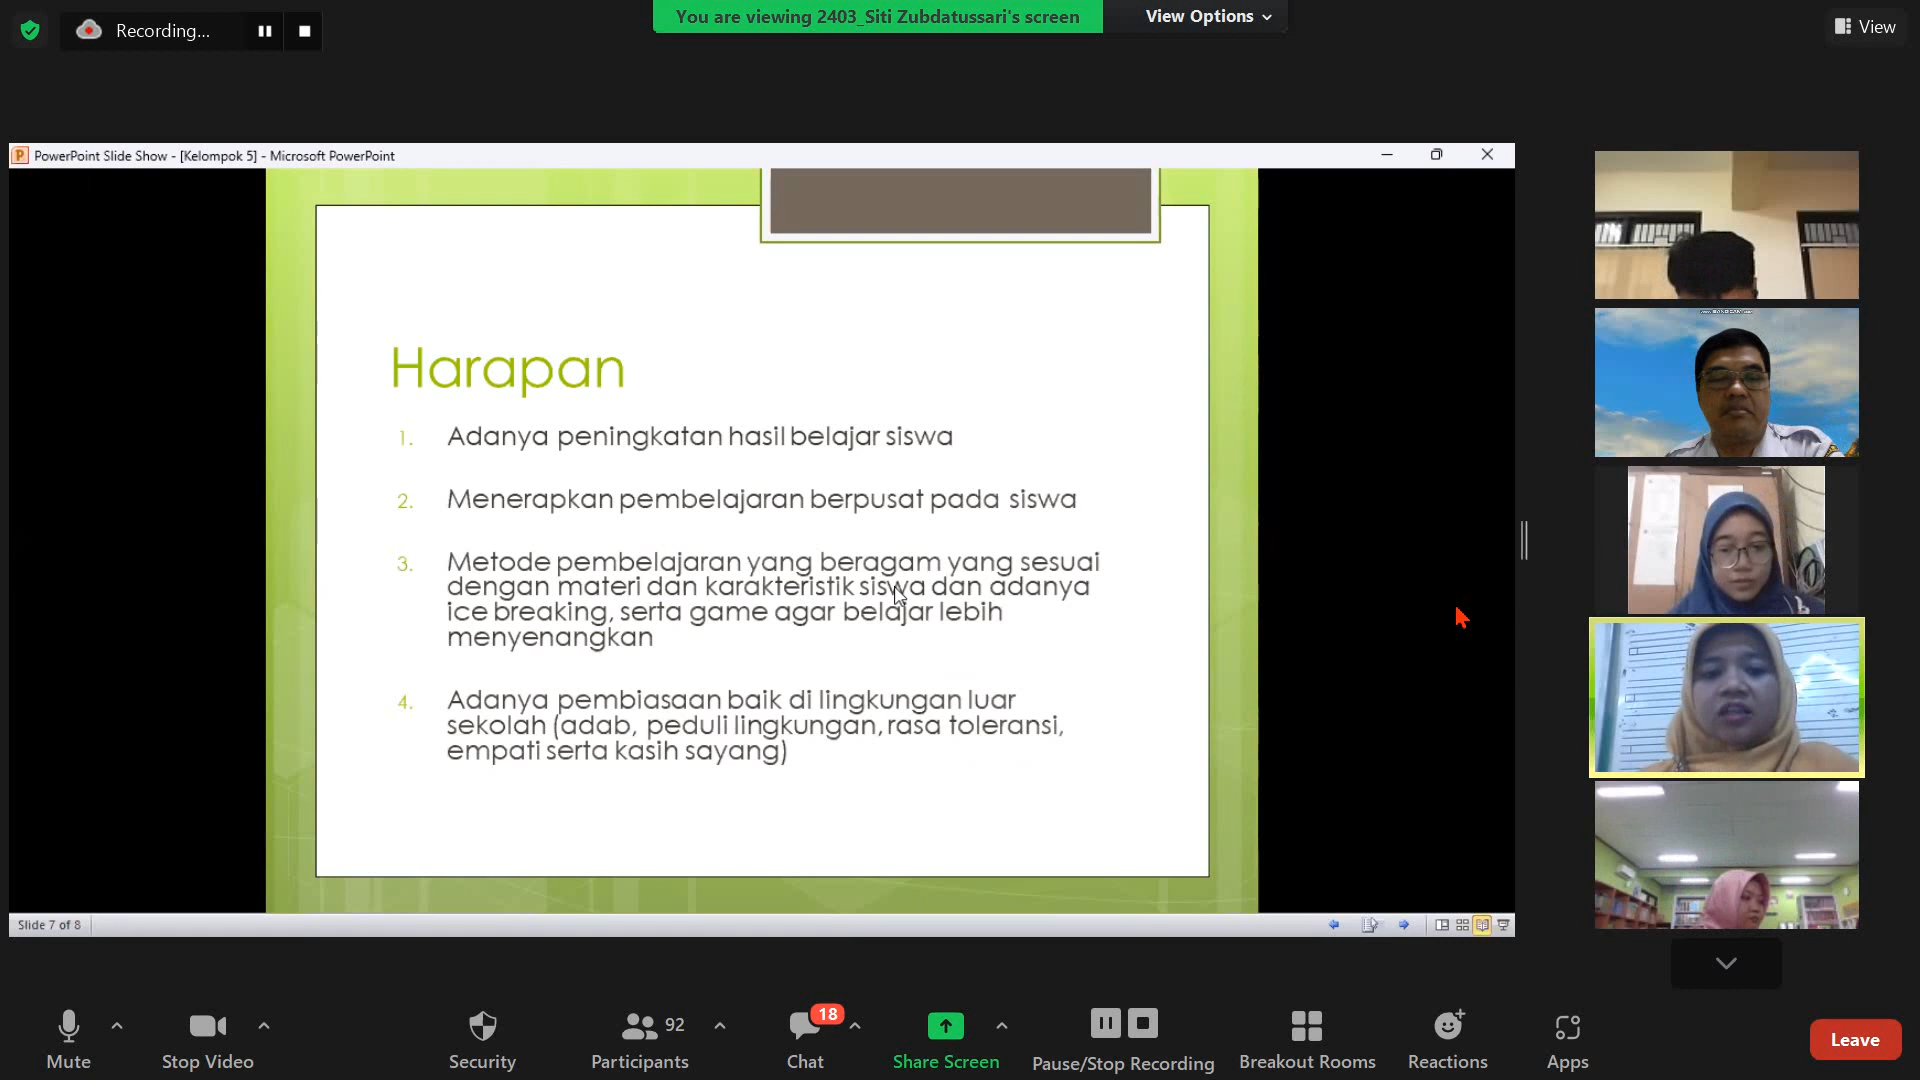 Recording...
You are viewing 2403_Siti Zubdatussari's screen
View Options
View
PowerPoint Slide Show - [Kelompok 5] - Microsoft PowerPoint
Harapan
1. Adanya peningkatan hasil belajar siswa
2. Menerapkan pembelajaran berpusat pada siswa
3. Metode pembelajaran yang beragam yang sesuai
dengan materi dan karakteristik siswa dan adanya
ice breaking, serta game agar belajar lebih
menyenangkan
4. Adanya pembiasaan baik di lingkungan luar
sekolah (adab, peduli lingkungan, rasa toleransi,
empati serta kasih sayang)
Slide 7 of 8
Mute
Stop Video
Security
92
Participants
18
Chat
Share Screen
Pause/Stop Recording
Breakout Rooms
Reactions
Apps
Leave